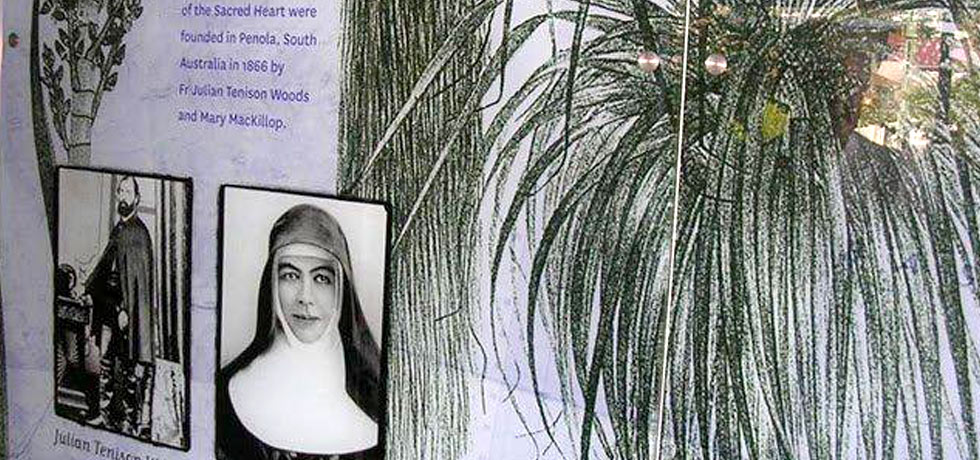 of the Sacred Heart were
founded in Penola, South
Australia in 1866 by
Fr Julian Tenison Woods
and Mary MacKillop.
Julian Tenison